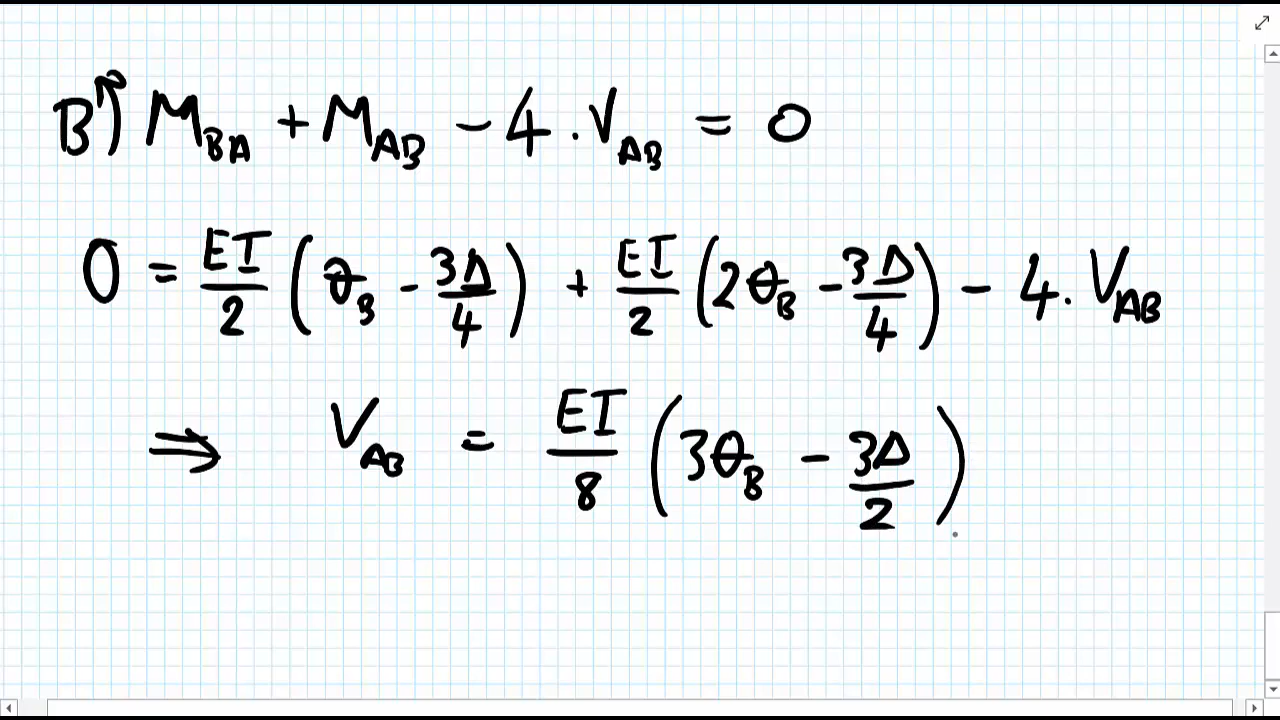 B↶) M_BA + M_AB - 4 . V_AB = 0
0 = EI/2 (θ_B - 3Δ/4) + EI/2 (2θ_B - 3Δ/4) - 4 . V_AB
⇒ V_AB = EI/8 (3θ_B - 3Δ/2)